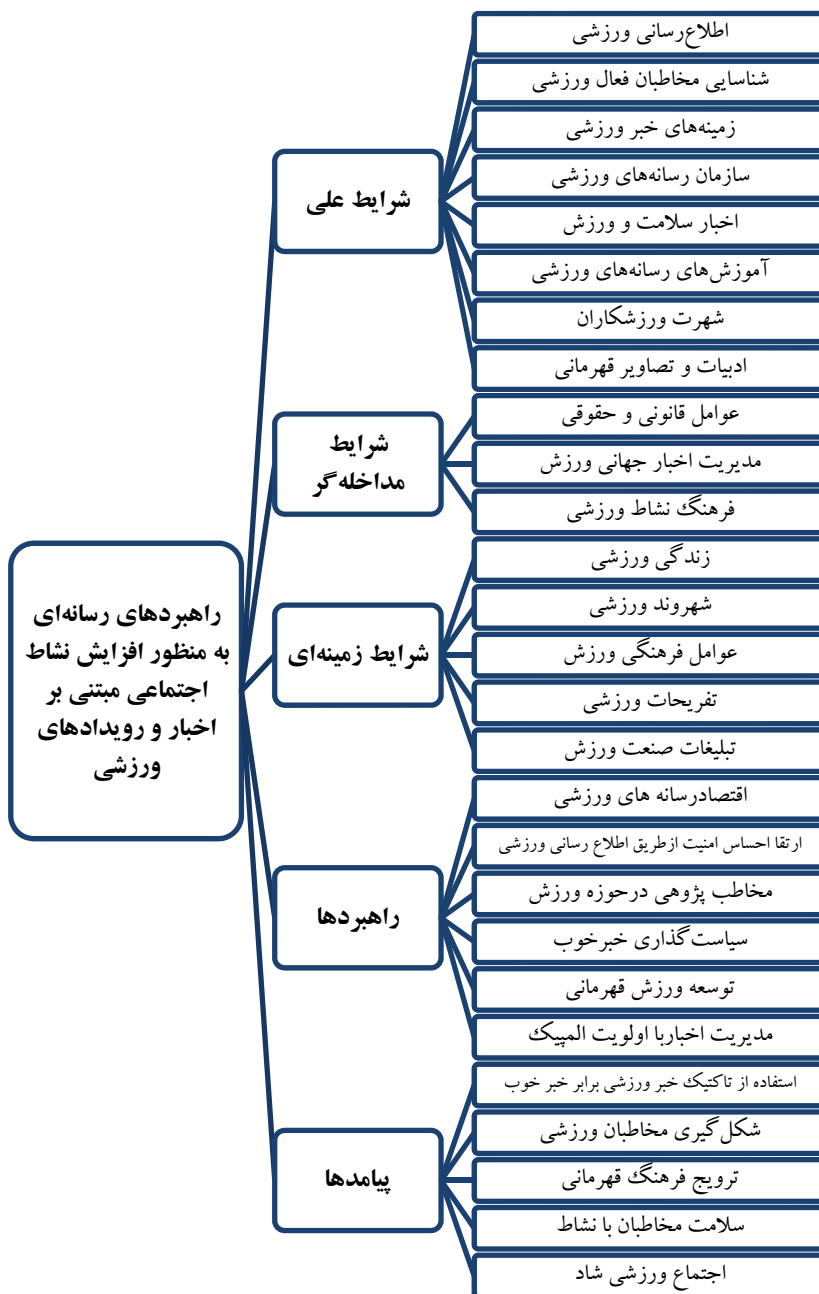 راهبردهای رسانه‌ای
به منظور افزایش نشاط
اجتماعی مبتنی بر
اخبار و رویدادهای
ورزشی
شرایط علی
اطلاع‌رسانی ورزشی
شناسایی مخاطبان فعال ورزشی
زمینه‌های خبر ورزشی
سازمان رسانه‌های ورزشی
اخبار سلامت و ورزش
آموزش‌های رسانه‌های ورزشی
شهرت ورزشکاران
ادبیات و تصاویر قهرمانی
شرایط
مداخله‌گر
عوامل قانونی و حقوقی
مدیریت اخبار جهانی ورزش
فرهنگ نشاط ورزشی
شرایط زمینه‌ای
زندگی ورزشی
شهروند ورزشی
عوامل فرهنگی ورزش
تفریحات ورزشی
تبلیغات صنعت ورزش
راهبردها
اقتصادرسانه های ورزشی
ارتقا احساس امنیت ازطریق اطلاع رسانی ورزشی
مخاطب پژوهی درحوزه ورزش
سیاست‌گذاری خبرخوب
توسعه ورزش قهرمانی
مدیریت اخباربا اولویت المپیک
پیامدها
استفاده از تاکتیک خبر ورزشی برابر خبر خوب
شکل‌گیری مخاطبان ورزشی
ترویج فرهنگ قهرمانی
سلامت مخاطبان با نشاط
اجتماع ورزشی شاد